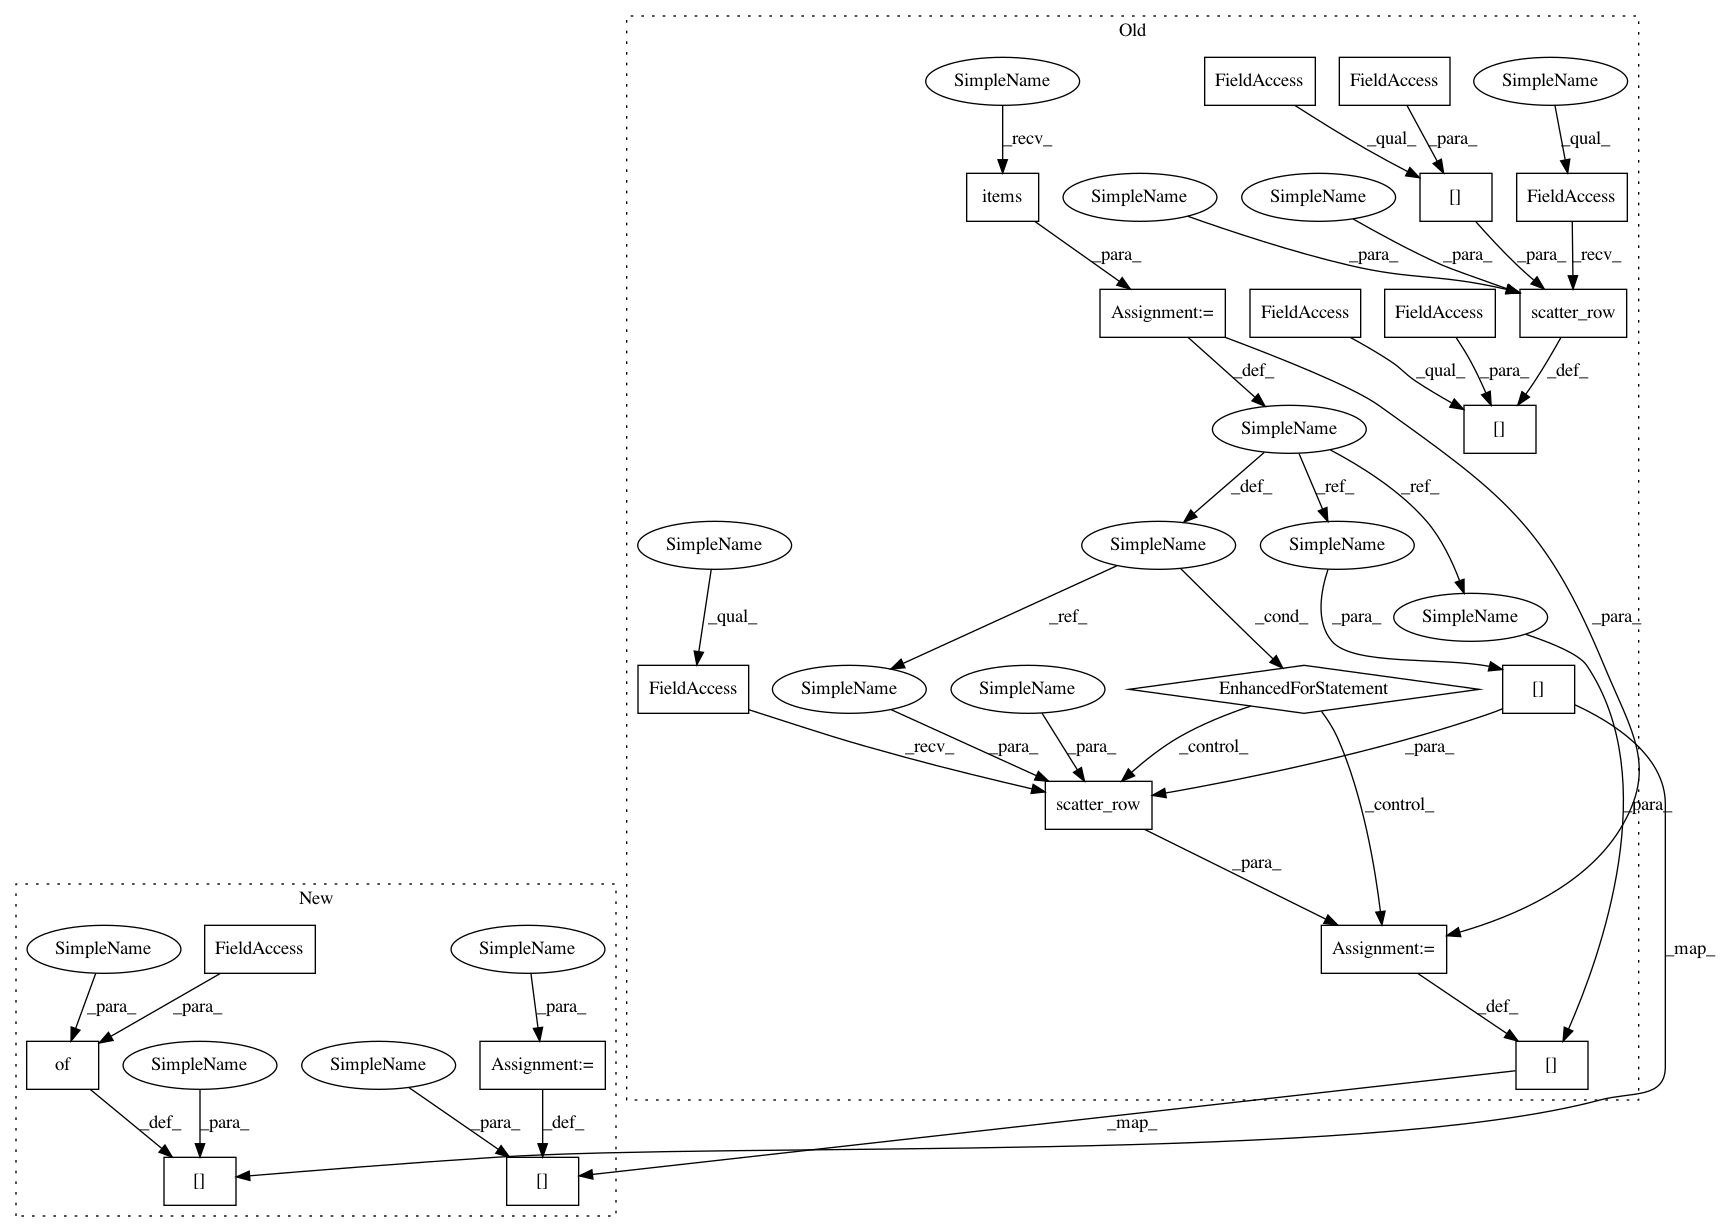 Old
SimpleName
FieldAccess
FieldAccess
SimpleName
_recv_
_qual_
_para_
_qual_
items
SimpleName
SimpleName
[]
FieldAccess
_para_
_para_
_para_
_para_
_recv_
Assignment:=
FieldAccess
FieldAccess
scatter_row
_def_
_qual_
_para_
_def_
SimpleName
[]
_def_
_ref_
_ref_
SimpleName
SimpleName
SimpleName
_qual_
_ref_
_cond_
_para_
SimpleName
_para_
FieldAccess
SimpleName
SimpleName
EnhancedForStatement
[]
_recv_
_para_
_para_
_control_
_para_
scatter_row
_control_
_para_
_para_
New
SimpleName
FieldAccess
SimpleName
Assignment:=
_map_
_para_
_para_
_para_
_def_
of
SimpleName
SimpleName
Assignment:=
[]
_def_
_para_
_para_
_def_
_map_
[]
[]